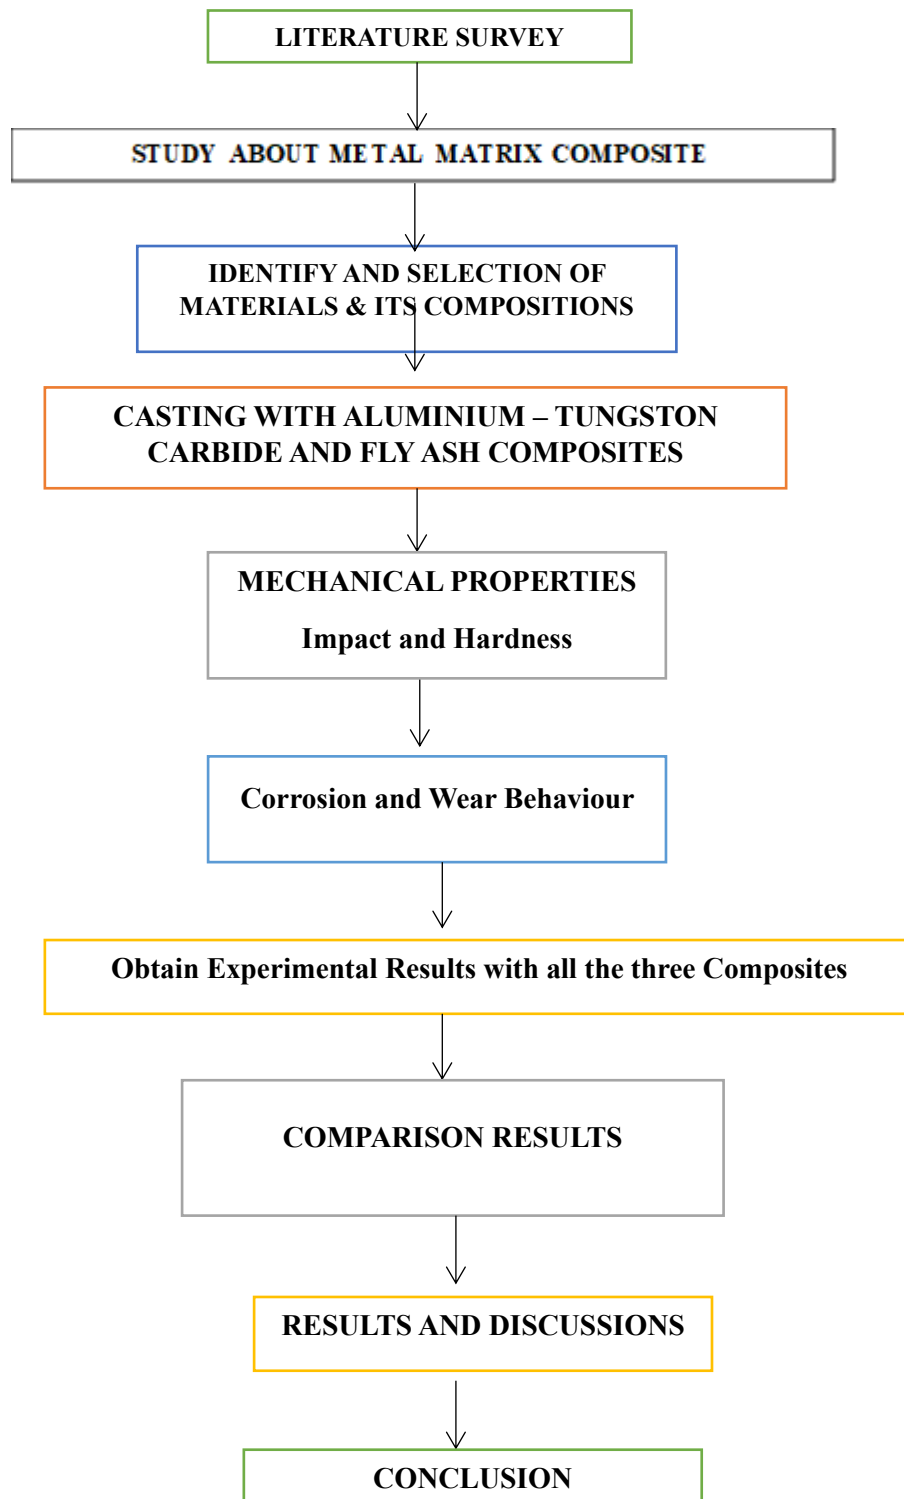 LITERATURE SURVEY
STUDY ABOUT METAL MATRIX COMPOSITE
IDENTIFY AND SELECTION OF
MATERIALS & ITS COMPOSITIONS
CASTING WITH ALUMINIUM – TUNGSTON
CARBIDE AND FLY ASH COMPOSITES
MECHANICAL PROPERTIES
Impact and Hardness
Corrosion and Wear Behaviour
Obtain Experimental Results with all the three Composites
COMPARISON RESULTS
RESULTS AND DISCUSSIONS
CONCLUSION